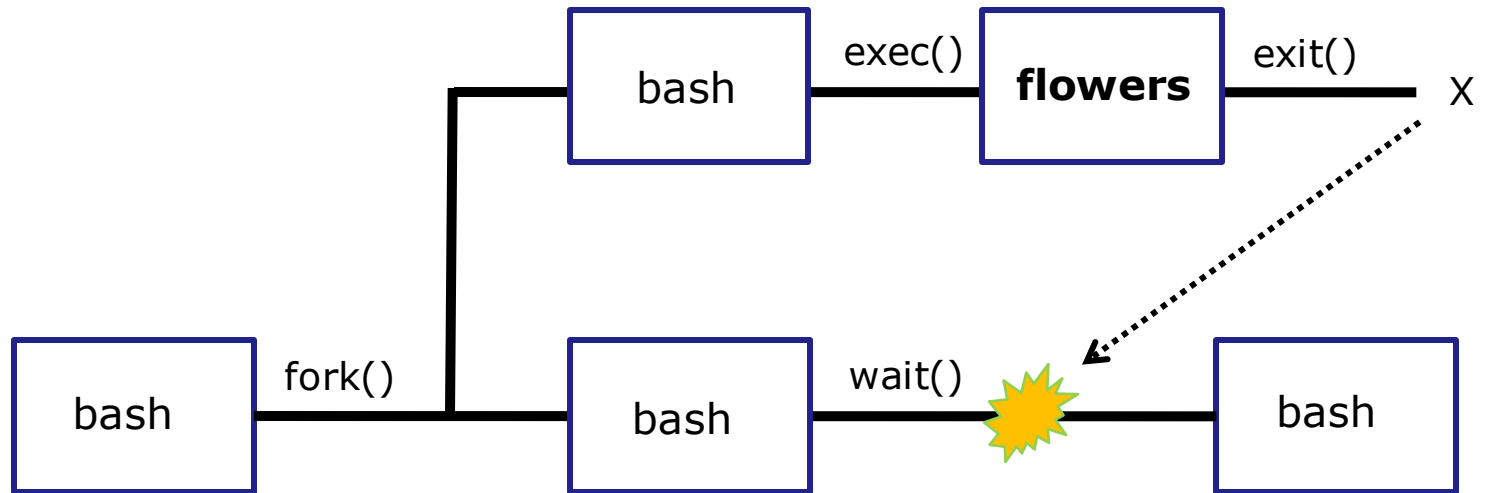 bash
exec()
flowers
exit()
X
bash
fork()
bash
wait()
bash